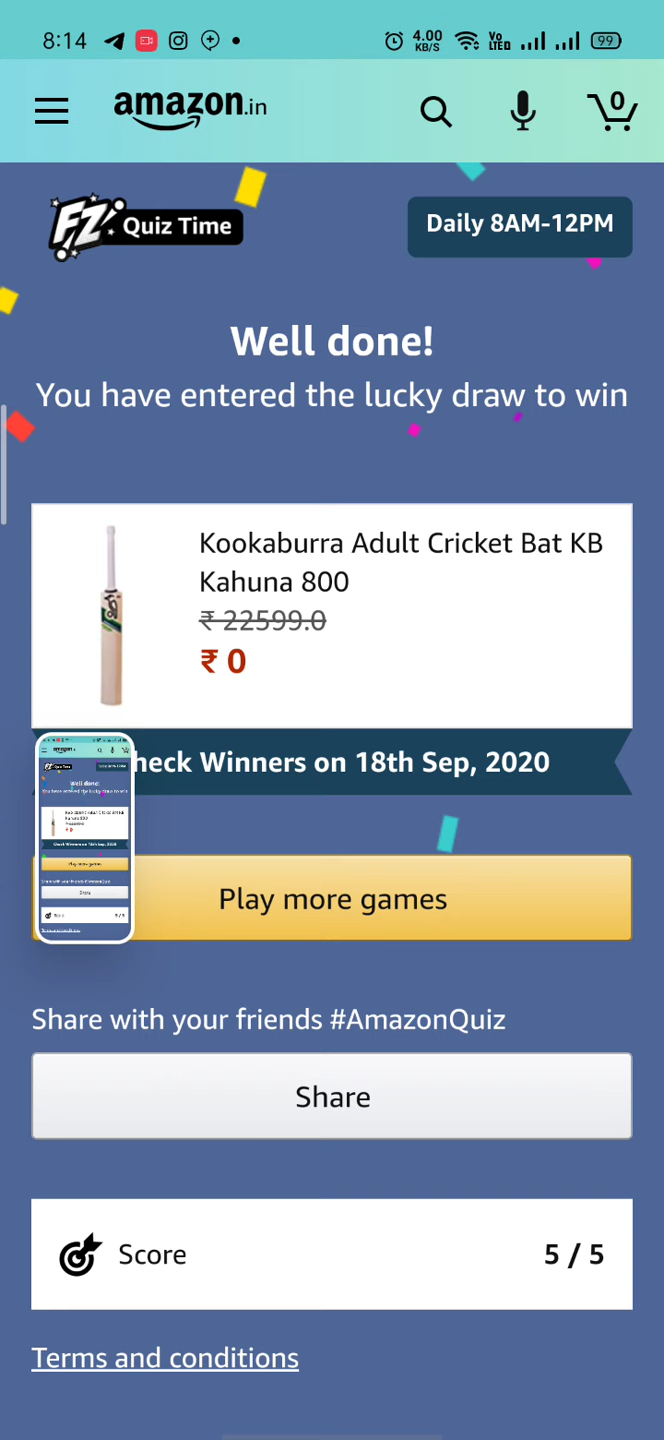 8:14
4.00
KB/S
Vo
LTE
99
amazon.in
0
FZ Quiz Time
Daily 8AM-12PM
Well done!
You have entered the lucky draw to win
Kookaburra Adult Cricket Bat KB
Kahuna 800
₹ 22599.0
₹ 0
heck Winners on 18th Sep, 2020
Play more games
Share with your friends #AmazonQuiz
Share
Score 5 / 5
Terms and conditions